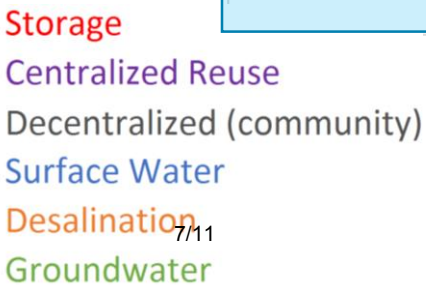 Storage
Centralized Reuse
Decentralized (community)
Surface Water
Desalination
7/11
Groundwater